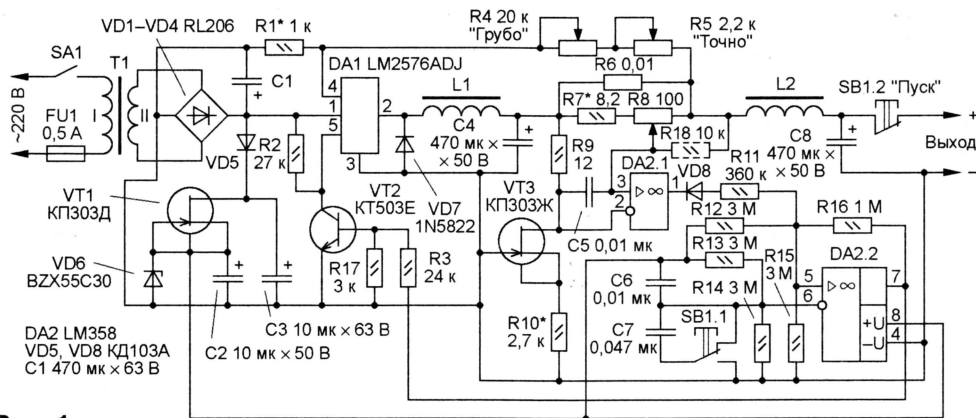 VD1–VD4 RL206
R1* 1 к
R4 20 к
"Грубо"
R5 2,2 к
"Точно"
SA1
T1
C1
+
DA1 LM2576ADJ
4
1
5
2
3
L1
R6 0,01
R7* 8,2
R8 100
L2
SB1.2 "Пуск"
~220 В
FU1
0,5 А
I
II
VD5
R2
27 к
C4
470 мк ×
× 50 В
+
R9
12
R18 10 к
DA2.1
C8
470 мк ×
× 50 В
+
+
Выход
−
VT1
КП303Д
VT2
КТ503Е
VD7
1N5822
VT3
КП303Ж
3
2
1
▷∞
VD8
R11
360 к
VD6
BZX55C30
+
+
R17
3 к
R3
24 к
C5 0,01 мк
R12 3 М
R13 3 М
R16 1 М
R15
3 М
DA2.2
C6
0,01 мк
R14 3 М
5
6
▷∞
7
+U
8
−U
4
C7
0,047 мк
SB1.1
R10*
2,7 к
C3 10 мк × 63 В
C2 10 мк × 50 В
DA2 LM358
VD5, VD8 КД103А
C1 470 мк × 63 В